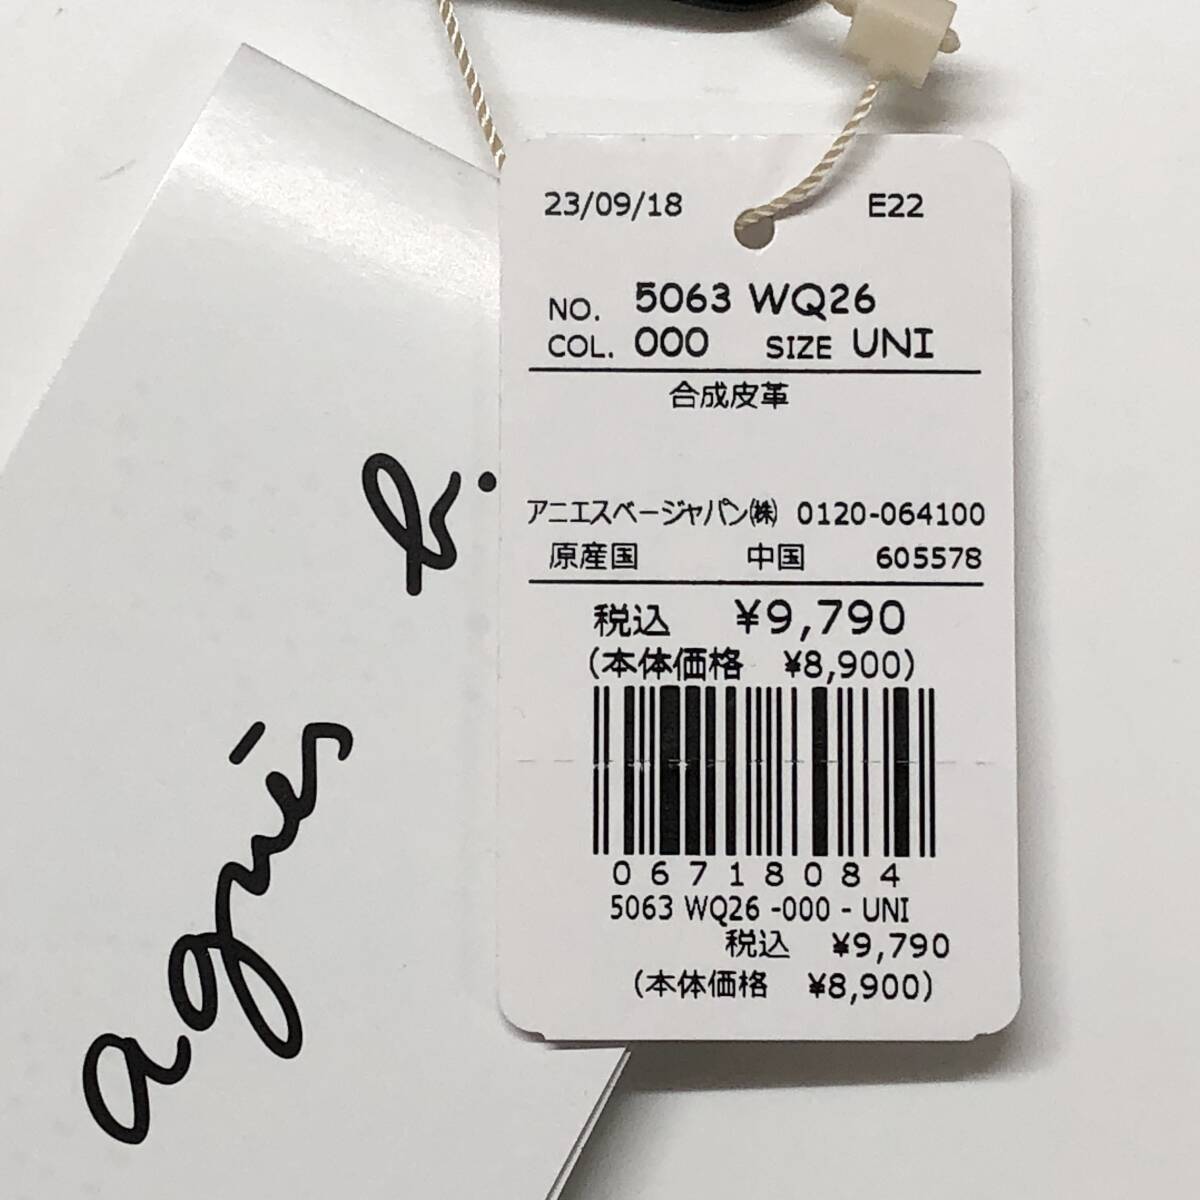 agnès b.
23/09/18 E22
NO. 5063 WQ26
COL. 000 SIZE UNI
合成皮革
アニエスベージャパン㈱ 0120-064100
原産国 中国 605578
税込 ¥9,790
(本体価格 ¥8,900)
06718084
5063 WQ26 -000 - UNI
税込 ¥9,790
(本体価格 ¥8,900)